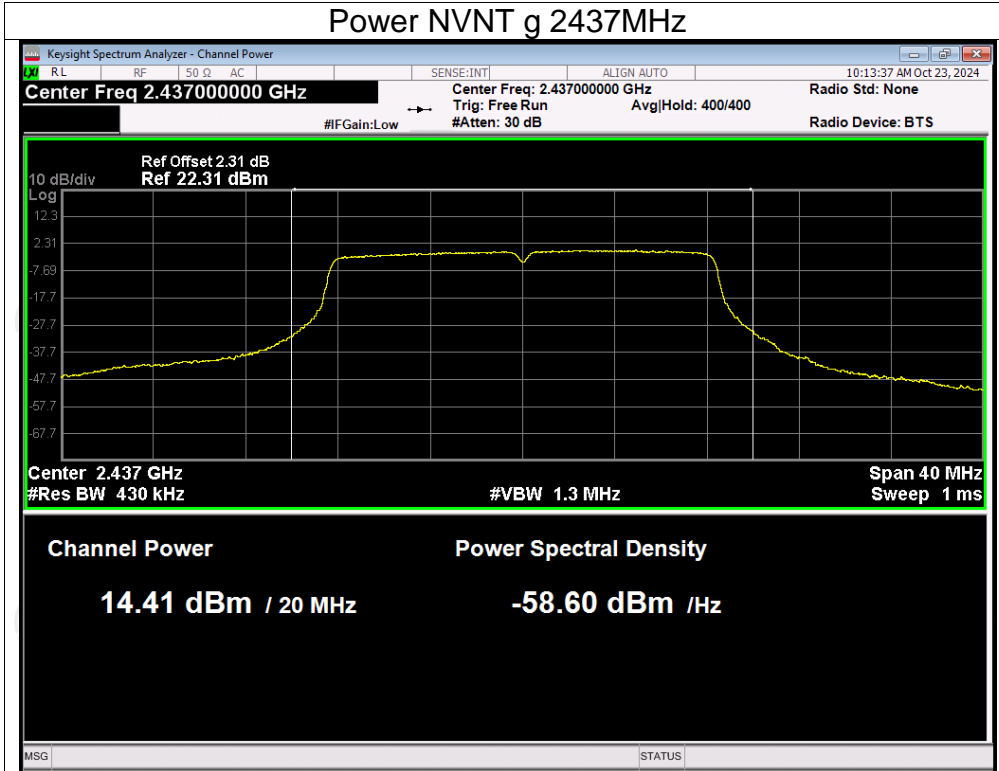 Power NVNT g 2437MHz
Keysight Spectrum Analyzer - Channel Power
LXI RL RF 50 Ω AC SENSE:INT ALIGN AUTO 10:13:37 AM Oct 23, 2024
Center Freq 2.437000000 GHz Center Freq: 2.437000000 GHz Radio Std: None
Trig: Free Run Avg|Hold: 400/400
#IFGain:Low #Atten: 30 dB Radio Device: BTS
Ref Offset 2.31 dB
10 dB/div Ref 22.31 dBm
Log
12.3
2.31
-7.69
-17.7
-27.7
-37.7
-47.7
-57.7
-67.7
Center 2.437 GHz Span 40 MHz
#Res BW 430 kHz #VBW 1.3 MHz Sweep 1 ms
Channel Power Power Spectral Density
14.41 dBm / 20 MHz -58.60 dBm /Hz
MSG STATUS